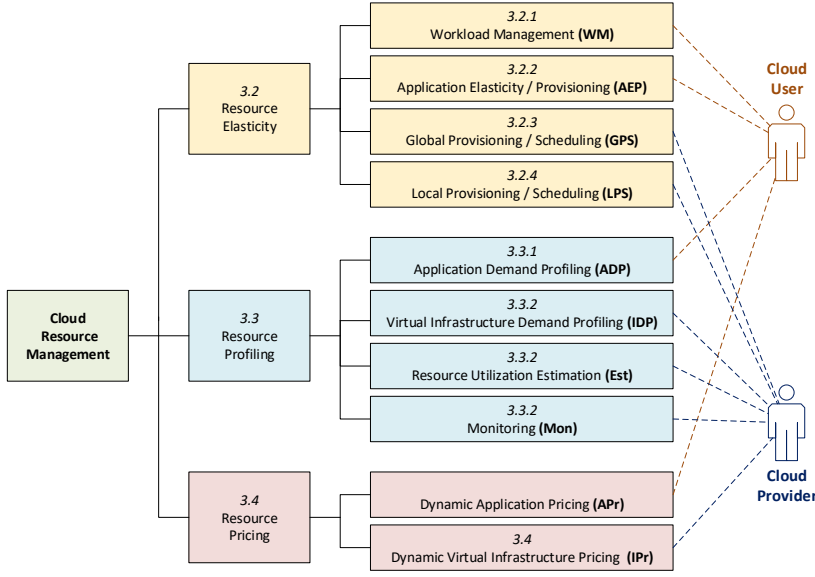 3.2.1
Workload Management (WM)
3.2.2
Application Elasticity / Provisioning (AEP)
3.2.3
Global Provisioning / Scheduling (GPS)
3.2.4
Local Provisioning / Scheduling (LPS)
3.2
Resource
Elasticity
Cloud
User
3.3.1
Application Demand Profiling (ADP)
3.3.2
Virtual Infrastructure Demand Profiling (IDP)
3.3.2
Resource Utilization Estimation (Est)
3.3.2
Monitoring (Mon)
3.3
Resource
Profiling
Cloud
Resource
Management
Cloud
Provider
3.4
Resource
Pricing
Dynamic Application Pricing (APr)
3.4
Dynamic Virtual Infrastructure Pricing (IPr)